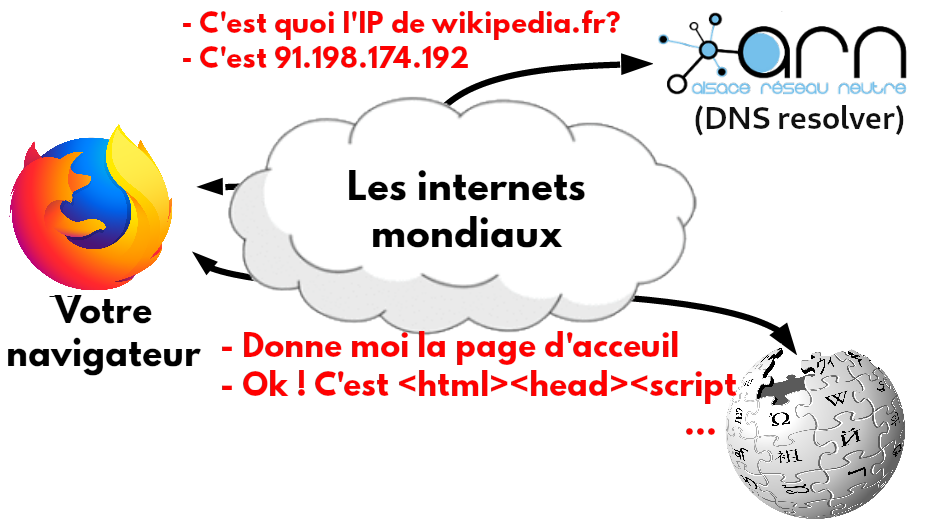 - C'est quoi l'IP de wikipedia.fr?
- C'est 91.198.174.192
arn
alsace réseau neutre
(DNS resolver)
Les internets
mondiaux
Votre
navigateur
- Donne moi la page d'acceuil
- Ok ! C'est <html><head><script
...
Ω
W
И